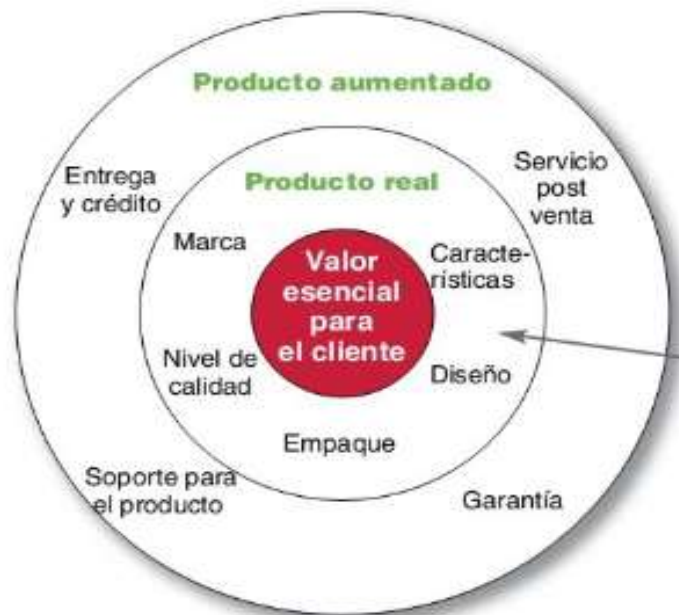 Producto aumentado
Entrega
y crédito
Servicio
post
venta
Producto real
Marca
Caracte-
rísticas
Valor
esencial
para
el cliente
Nivel de
calidad
Diseño
Empaque
Soporte para
el producto
Garantía